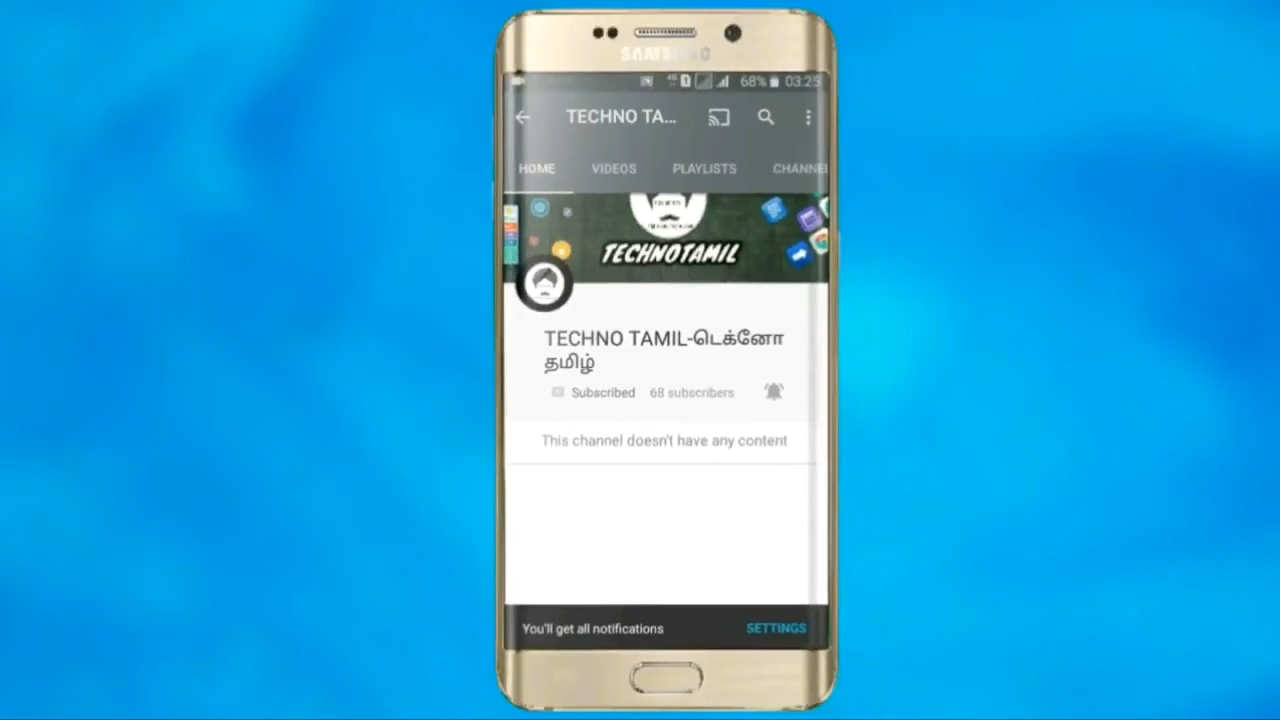 SAMSUNG
68% 03:25
TECHNO TA...
HOME VIDEOS PLAYLISTS CHANNEL
TECHNOTAMIL
TECHNO TAMIL-டெக்னோ
தமிழ்
Subscribed 68 subscribers
This channel doesn't have any content
You'll get all notifications SETTINGS